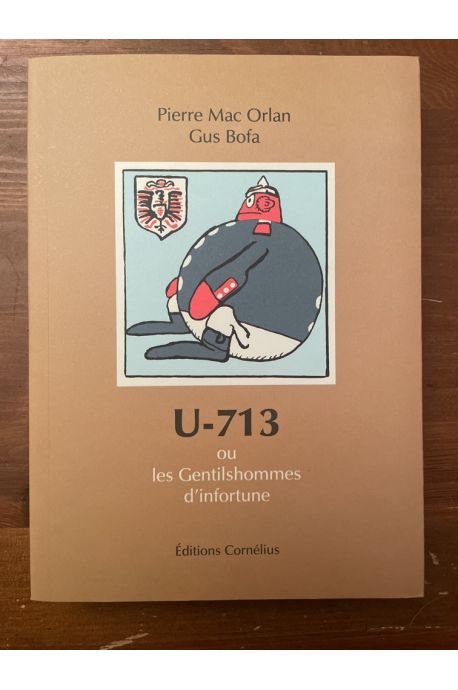 Pierre Mac Orlan
Gus Bofa
U-713
ou
les Gentilshommes
d'infortune
Éditions Cornélius